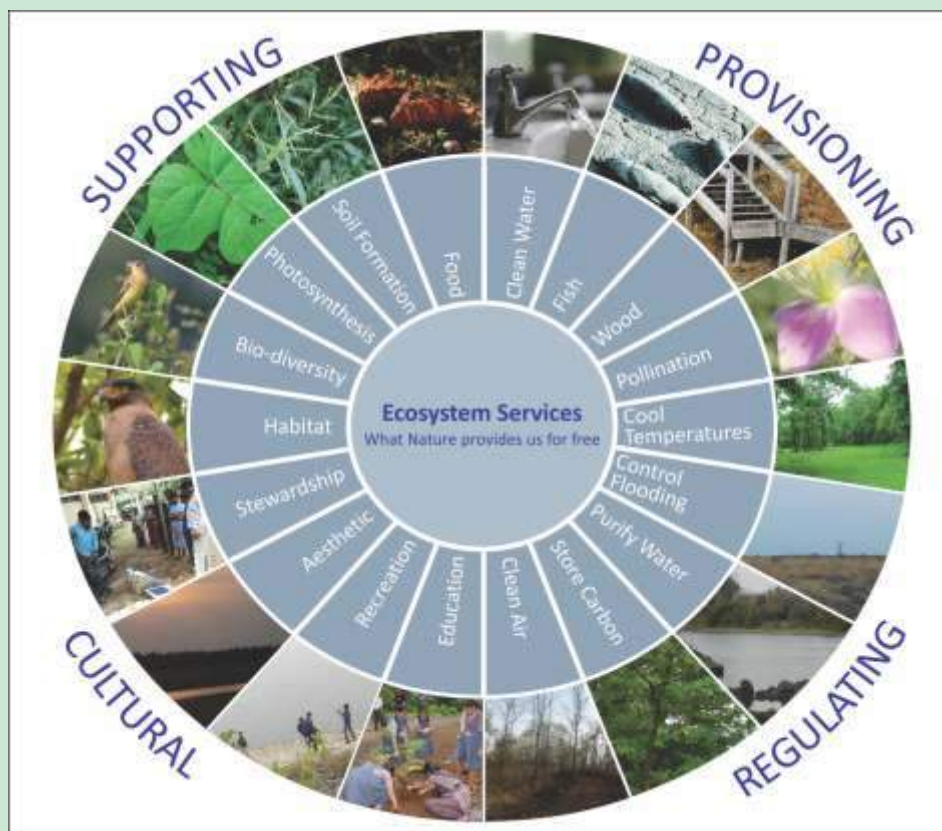 SUPPORTING
PROVISIONING
REGULATING
CULTURAL
Ecosystem Services
What Nature provides us for free
Food
Clean Water
Fish
Wood
Pollination
Cool
Temperatures
Control
Flooding
Purify Water
Store Carbon
Clean Air
Education
Recreation
Aesthetic
Stewardship
Habitat
Bio-diversity
Photosynthesis
Soil Formation